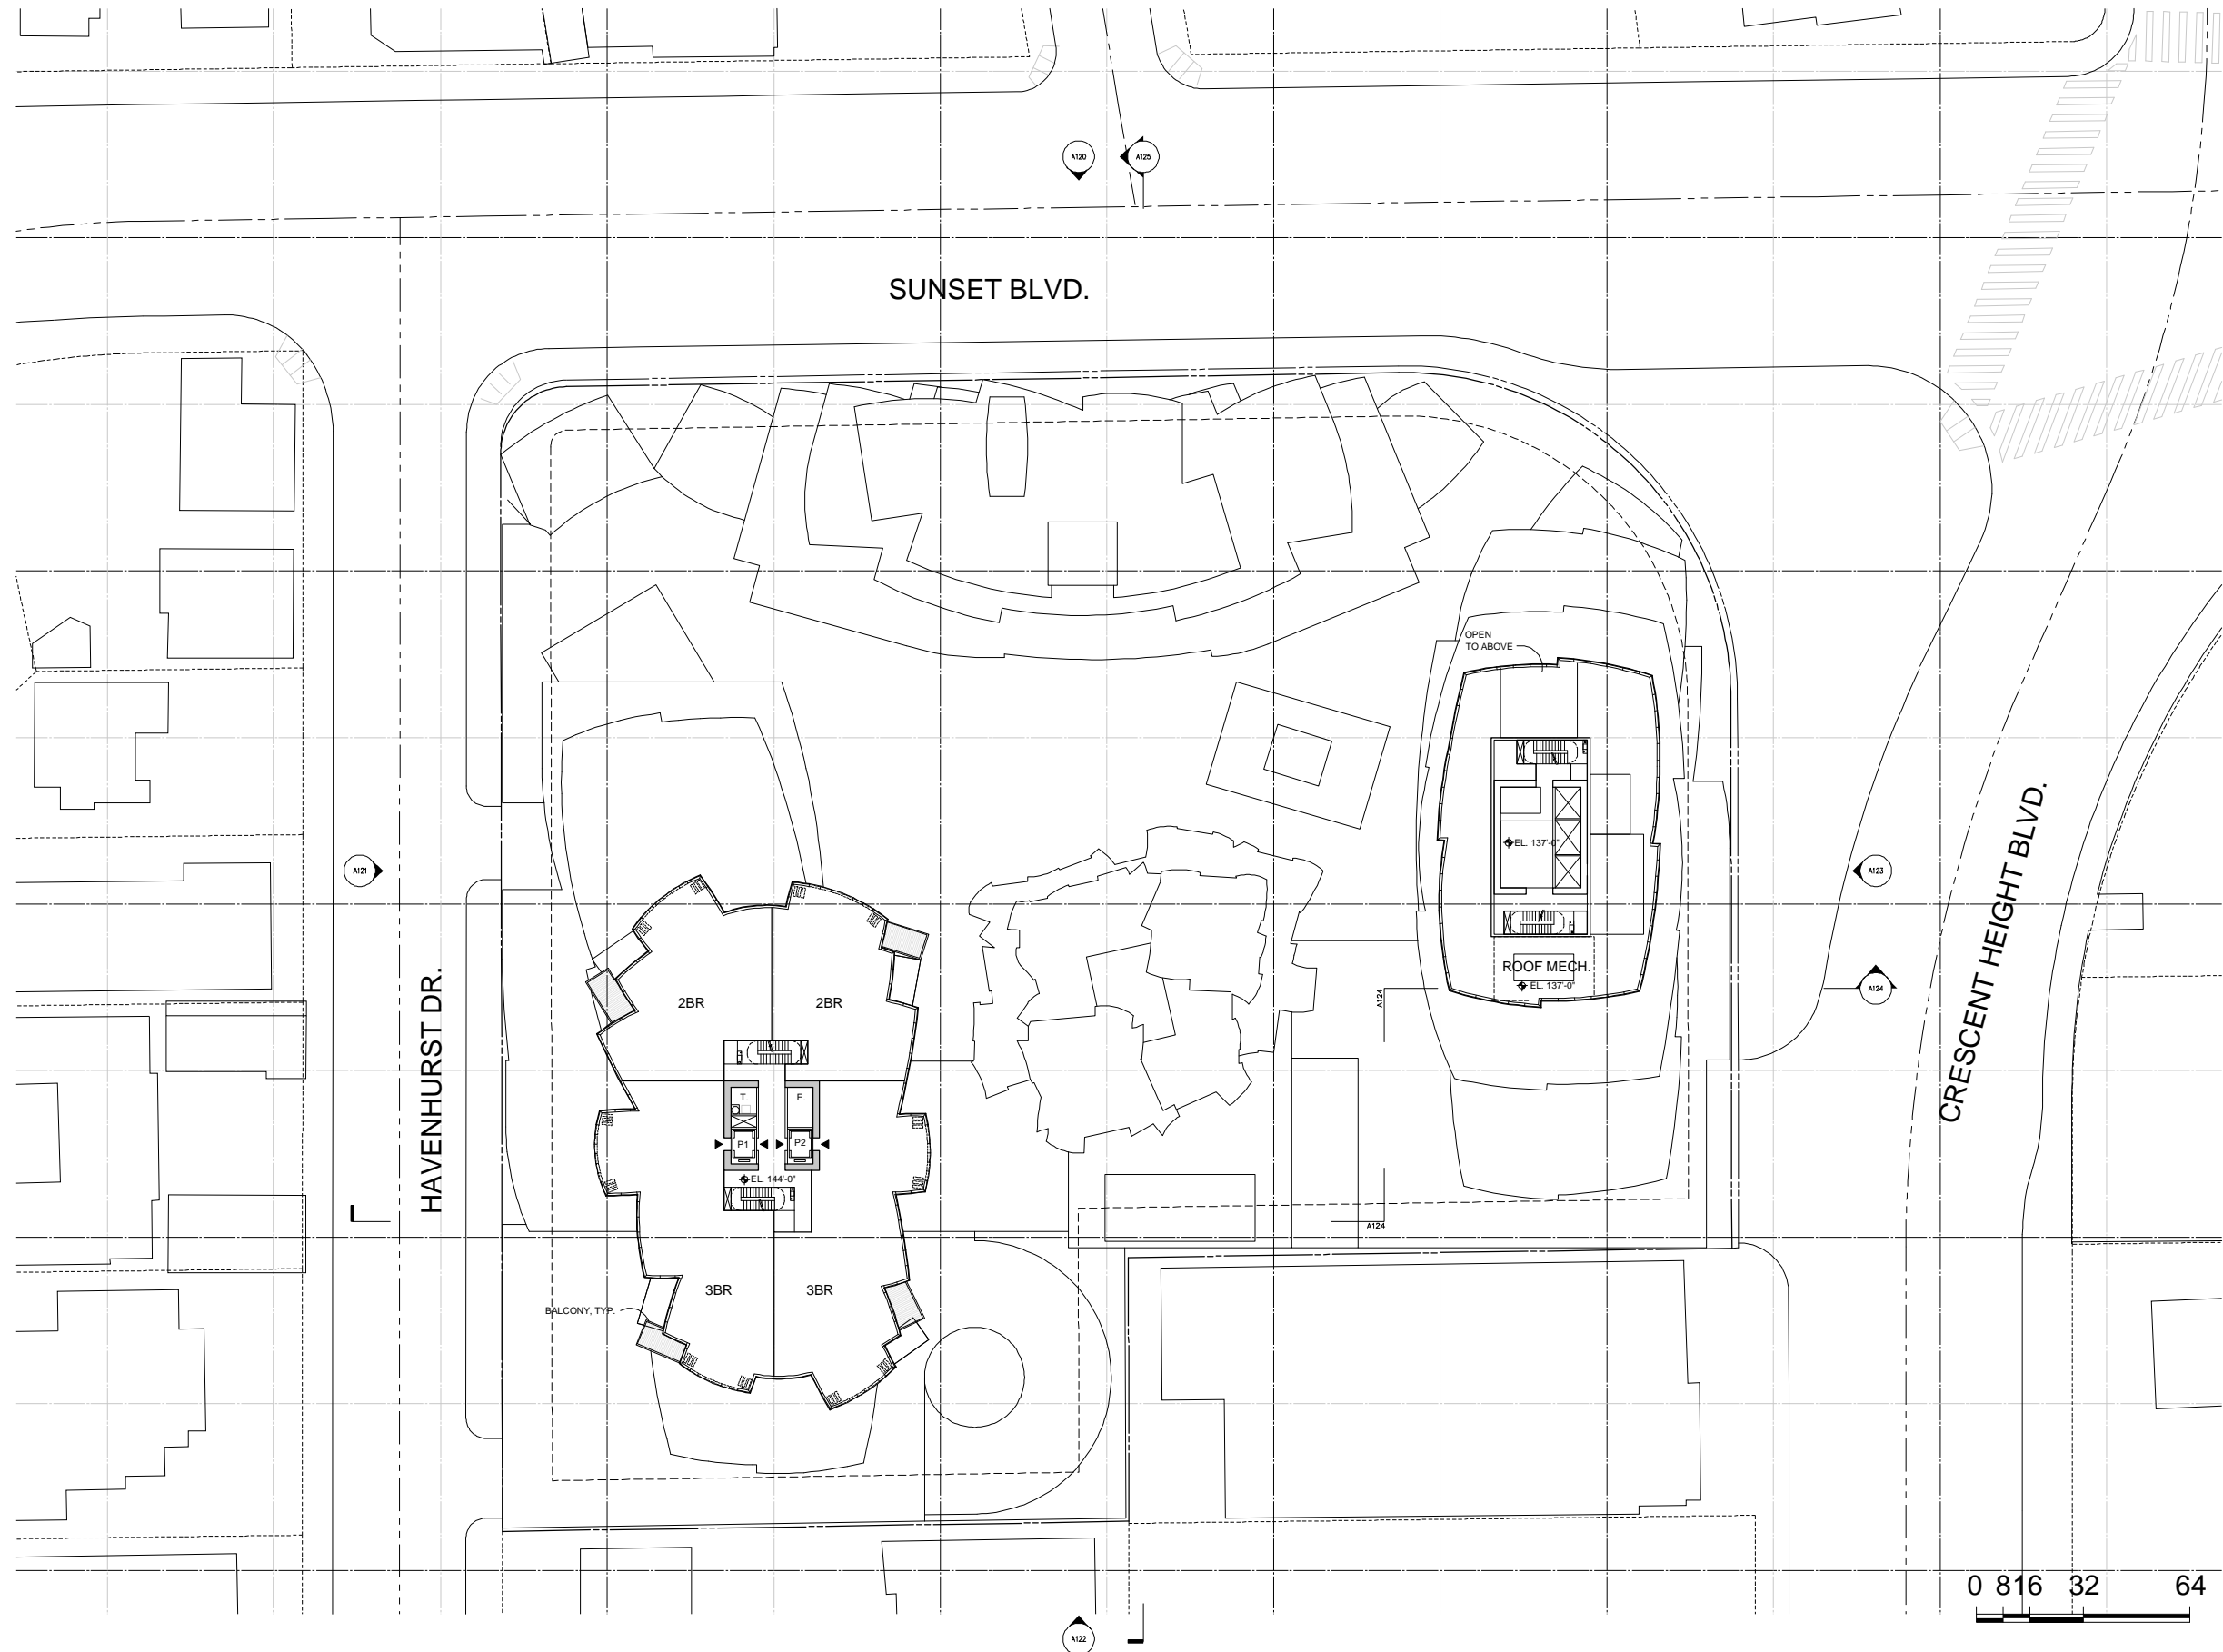 A120
A125
SUNSET BLVD.
OPEN
TO ABOVE
EL. 137'-0"
A121
A123
ROOF MECH.
EL. 137'-0"
A124
A124
2BR
2BR
HAVENHURST DR.
CRESCENT HEIGHT BLVD.
T.
E.
P1
P2
EL. 144'-0"
A124
3BR
3BR
BALCONY, TYP.
0 816 32 64
A122